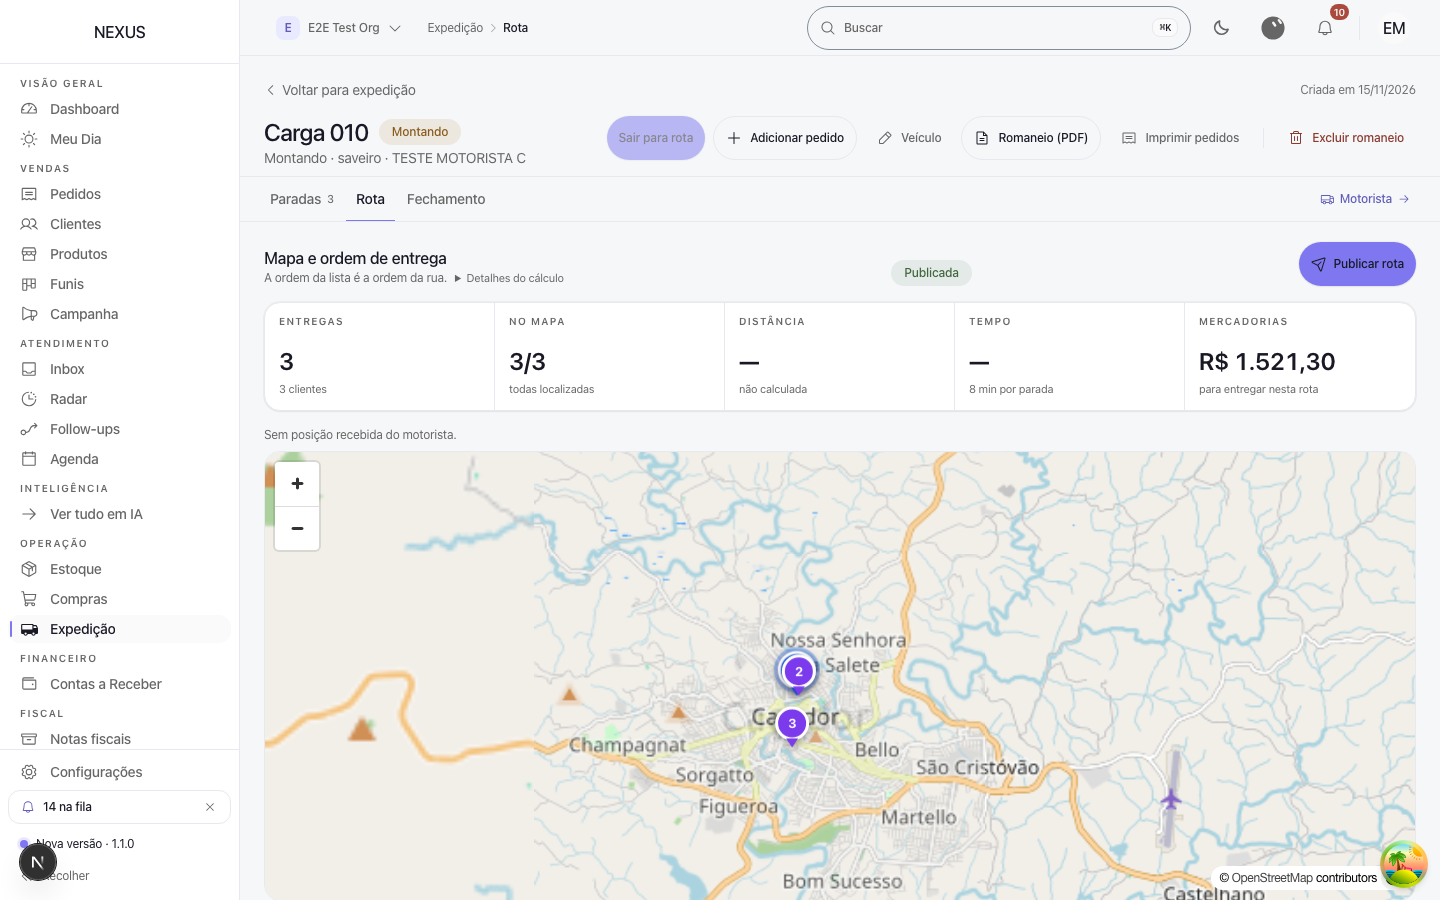 NEXUS
VISÃO GERAL
Dashboard
Meu Dia
VENDAS
Pedidos
Clientes
Produtos
Funis
Campanha
ATENDIMENTO
Inbox
Radar
Follow-ups
Agenda
INTELIGÊNCIA
Ver tudo em IA
OPERAÇÃO
Estoque
Compras
Expedição
FINANCEIRO
Contas a Receber
FISCAL
Notas fiscais
Configurações
14 na fila
Nova versão · 1.1.0
N
E E2E Test Org
Expedição > Rota
Buscar ⌘K
10
EM
Voltar para expedição
Criada em 15/11/2026
Carga 010 Montando
Montando · saveiro · TESTE MOTORISTA C
Sair para rota
Adicionar pedido
Veículo
Romaneio (PDF)
Imprimir pedidos
Excluir romaneio
Paradas 3
Rota
Fechamento
Motorista →
Mapa e ordem de entrega
A ordem da lista é a ordem da rua. ▶ Detalhes do cálculo
Publicada
Publicar rota
ENTREGAS
3
3 clientes
NO MAPA
3/3
todas localizadas
DISTÂNCIA
—
não calculada
TEMPO
—
8 min por parada
MERCADORIAS
R$ 1.521,30
para entregar nesta rota
Sem posição recebida do motorista.
+
−
Nossa Senhora
Salete
2
3
Champagnat
Bello
Sorgatto
São Cristóvão
Figueroa
Martello
Bom Sucesso
Castelhano
© OpenStreetMap contributors